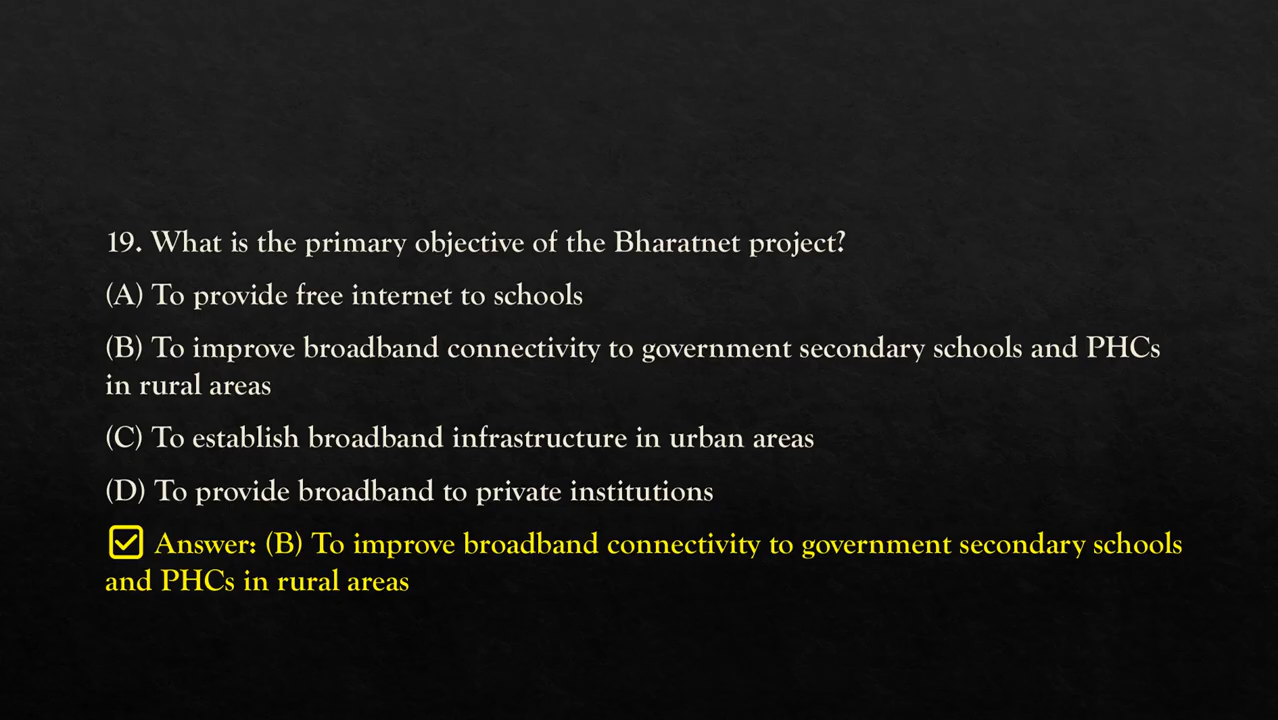 19. What is the primary objective of the Bharatnet project?
(A) To provide free internet to schools
(B) To improve broadband connectivity to government secondary schools and PHCs
in rural areas
(C) To establish broadband infrastructure in urban areas
(D) To provide broadband to private institutions
☑ Answer: (B) To improve broadband connectivity to government secondary schools
and PHCs in rural areas